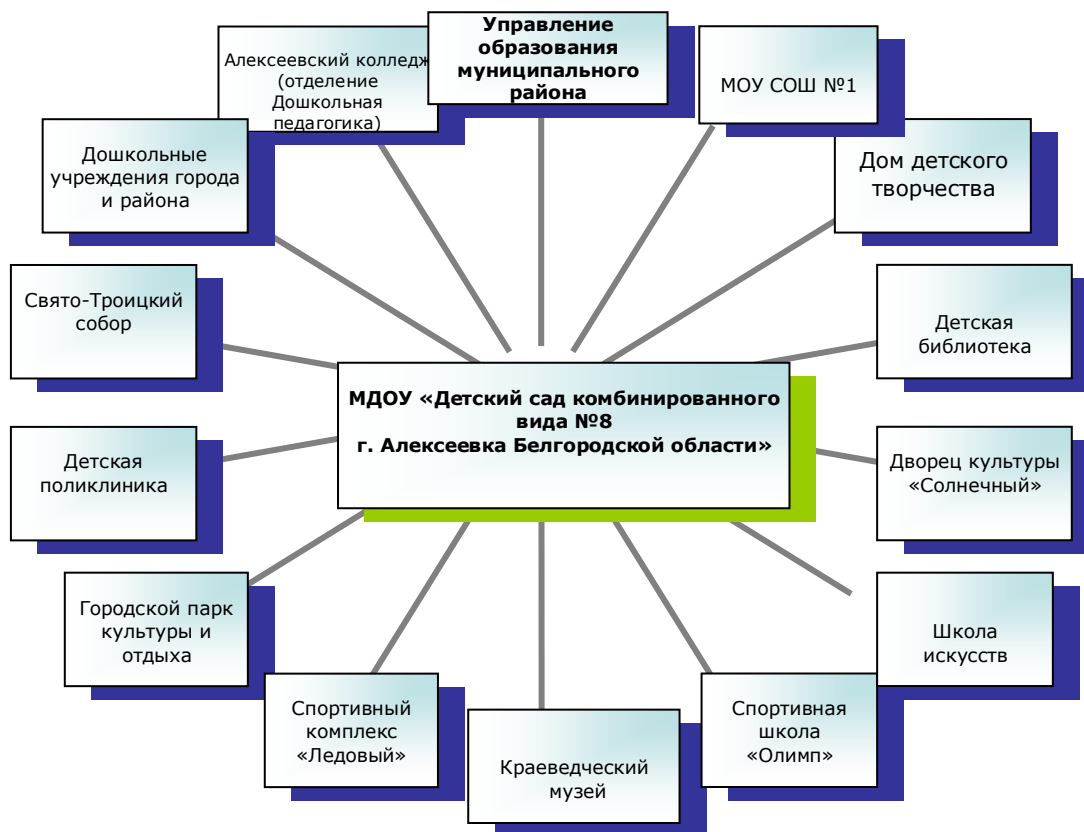 Управление
образования
муниципального
района
Алексеевский колледж
(отделение
Дошкольная
педагогика)
МОУ СОШ №1
Дошкольные
учреждения города
и района
Дом детского
творчества
Свято-Троицкий
собор
Детская
библиотека
МДОУ «Детский сад комбинированного
вида №8
г. Алексеевка Белгородской области»
Детская
поликлиника
Дворец культуры
«Солнечный»
Городской парк
культуры и
отдыха
Школа
искусств
Спортивный
комплекс
«Ледовый»
Краеведческий
музей
Спортивная
школа
«Олимп»